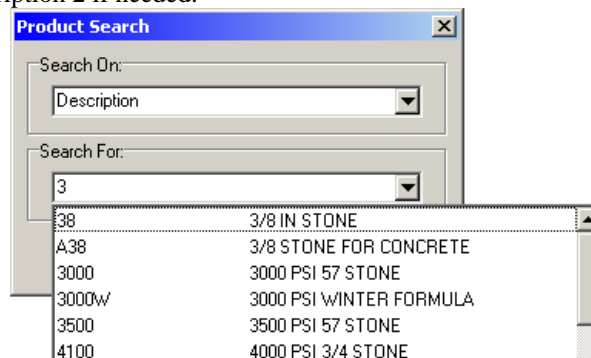 ription 2 if needed.
Product Search
Search On:
Description
Search For:
3
38 3/8 IN STONE
A38 3/8 STONE FOR CONCRETE
3000 3000 PSI 57 STONE
3000W 3000 PSI WINTER FORMULA
3500 3500 PSI 57 STONE
4100 4000 PSI 3/4 STONE